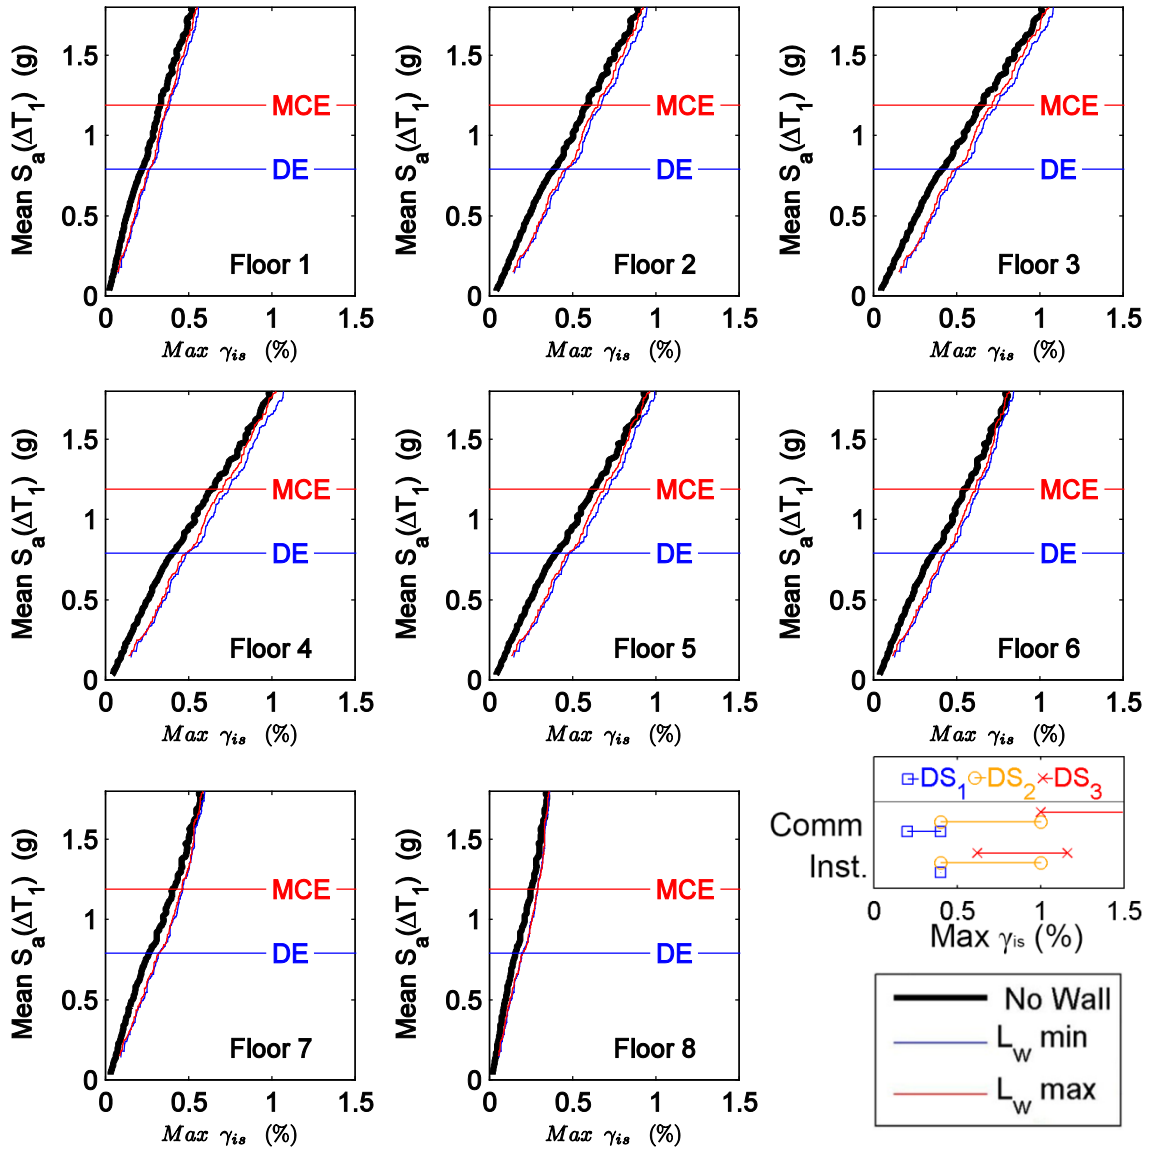 Mean Sa(ΔT1) (g)
1.5
1
0.5
0
MCE
DE
Floor 1
0 0.5 1 1.5
Max γis (%)
Mean Sa(ΔT1) (g)
1.5
1
0.5
0
MCE
DE
Floor 2
0 0.5 1 1.5
Max γis (%)
Mean Sa(ΔT1) (g)
1.5
1
0.5
0
MCE
DE
Floor 3
0 0.5 1 1.5
Max γis (%)
Mean Sa(ΔT1) (g)
1.5
1
0.5
0
MCE
DE
Floor 4
0 0.5 1 1.5
Max γis (%)
Mean Sa(ΔT1) (g)
1.5
1
0.5
0
MCE
DE
Floor 5
0 0.5 1 1.5
Max γis (%)
Mean Sa(ΔT1) (g)
1.5
1
0.5
0
MCE
DE
Floor 6
0 0.5 1 1.5
Max γis (%)
Mean Sa(ΔT1) (g)
1.5
1
0.5
0
MCE
DE
Floor 7
0 0.5 1 1.5
Max γis (%)
Mean Sa(ΔT1) (g)
1.5
1
0.5
0
MCE
DE
Floor 8
0 0.5 1 1.5
Max γis (%)
DS1 DS2 DS3
Comm
Inst.
0 0.5 1 1.5
Max γis (%)
No Wall
Lw min
Lw max